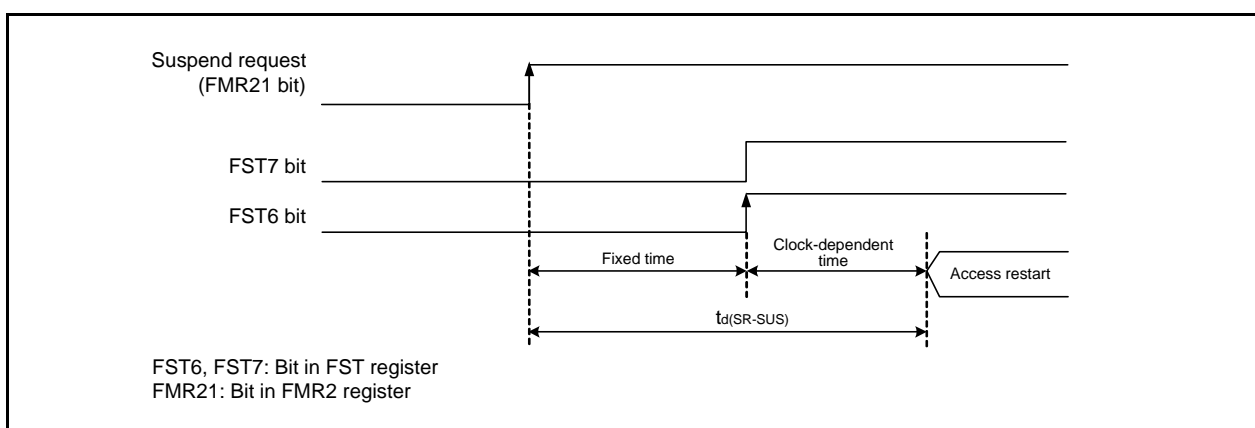 Suspend request
(FMR21 bit)
FST7 bit
FST6 bit
Fixed time
Clock-dependent
time
Access restart
td(SR-SUS)
FST6, FST7: Bit in FST register
FMR21: Bit in FMR2 register